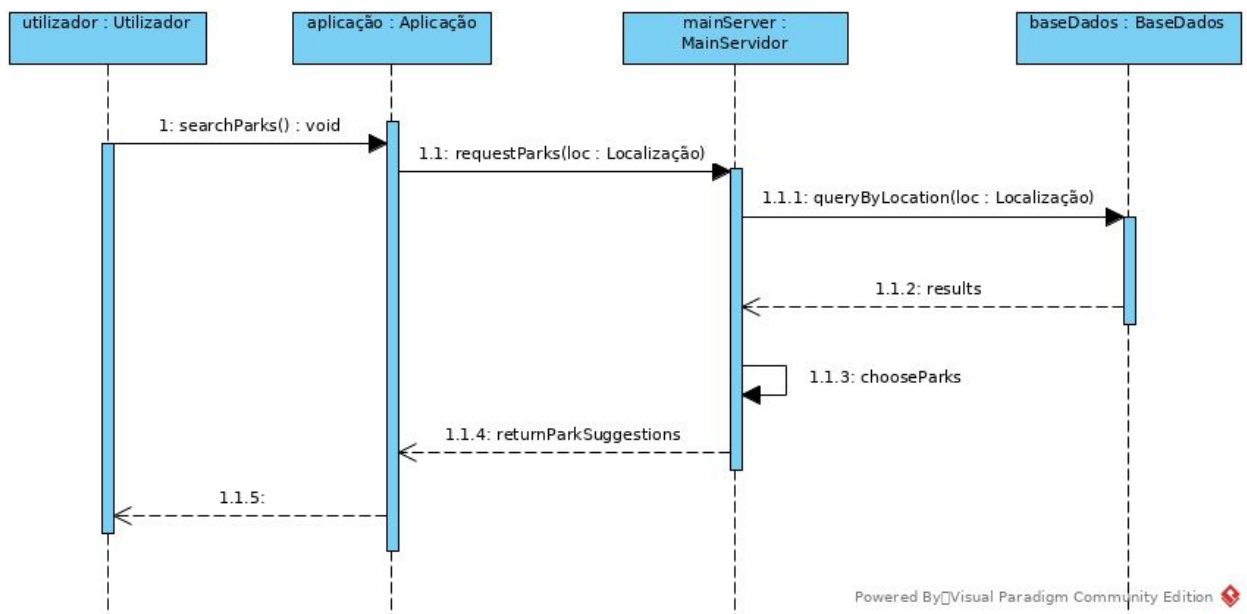 utilizador : Utilizador
aplicação : Aplicação
mainServer :
MainServidor
baseDados : BaseDados
1: searchParks() : void
1.1: requestParks(loc : Localização)
1.1.1: queryByLocation(loc : Localização)
1.1.2: results
1.1.3: chooseParks
1.1.4: returnParkSuggestions
1.1.5:
Powered By▯Visual Paradigm Community Edition